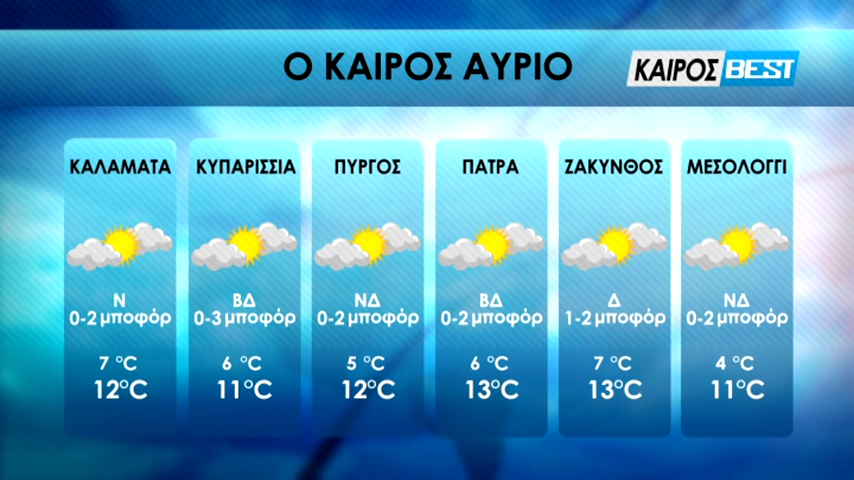 Ο ΚΑΙΡΟΣ ΑΥΡΙΟ
ΚΑΙΡΟΣ BEST
ΚΑΛΑΜΑΤΑ
Ν
0-2 μποφόρ
7 °C
12°C
ΚΥΠΑΡΙΣΣΙΑ
ΒΔ
0-3 μποφόρ
6 °C
11°C
ΠΥΡΓΟΣ
ΝΔ
0-2 μποφόρ
5 °C
12°C
ΠΑΤΡΑ
ΒΔ
0-2 μποφόρ
6 °C
13°C
ΖΑΚΥΝΘΟΣ
Δ
1-2 μποφόρ
7 °C
13°C
ΜΕΣΟΛΟΓΓΙ
ΝΔ
0-2 μποφόρ
4 °C
11°C